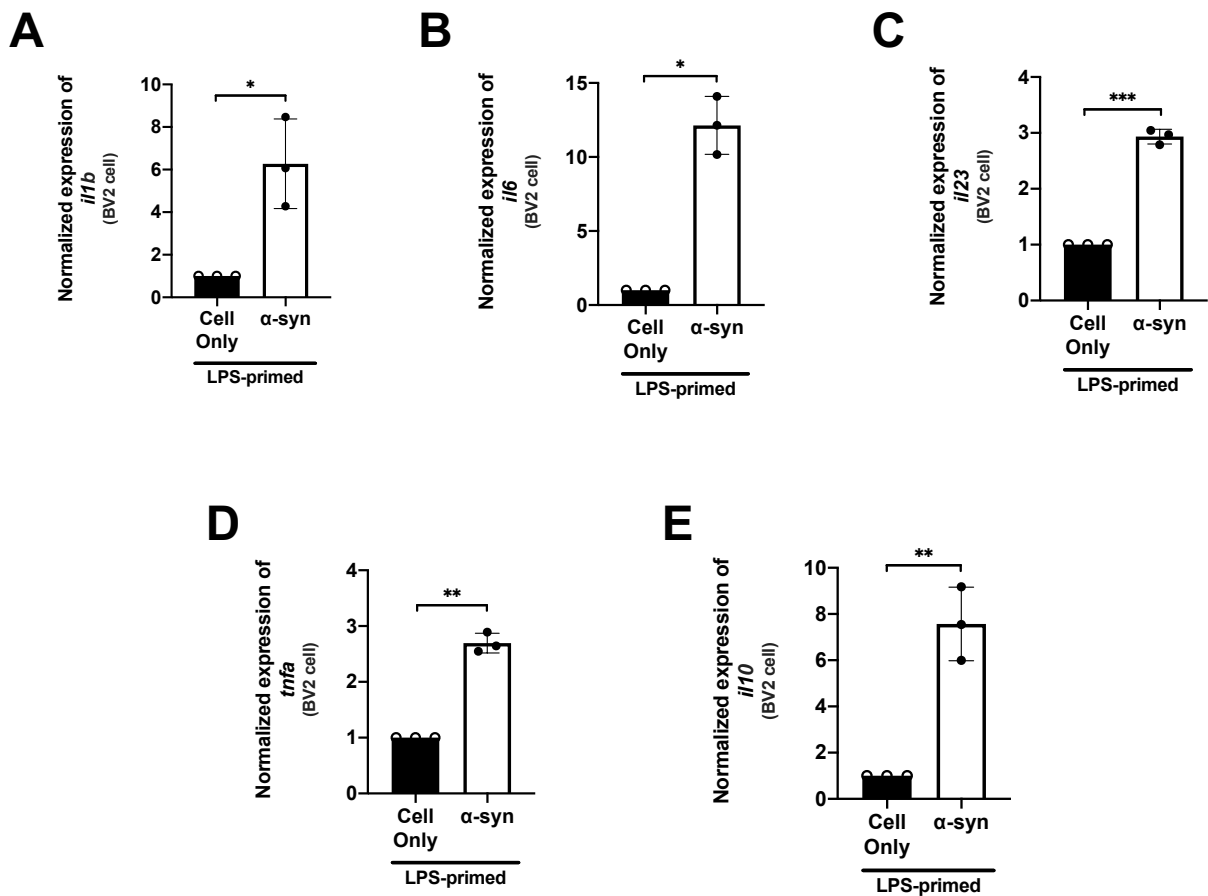 A
Normalized expression of
il1b
(BV2 cell)
10
8
6
4
2
0
*
Cell
Only
α-syn
LPS-primed
B
Normalized expression of
il6
(BV2 cell)
15
10
5
0
*
Cell
Only
α-syn
LPS-primed
C
Normalized expression of
il23
(BV2 cell)
4
3
2
1
0
***
Cell
Only
α-syn
LPS-primed
D
Normalized expression of
tnfa
(BV2 cell)
4
3
2
1
0
**
Cell
Only
α-syn
LPS-primed
E
Normalized expression of
il10
(BV2 cell)
10
8
6
4
2
0
**
Cell
Only
α-syn
LPS-primed